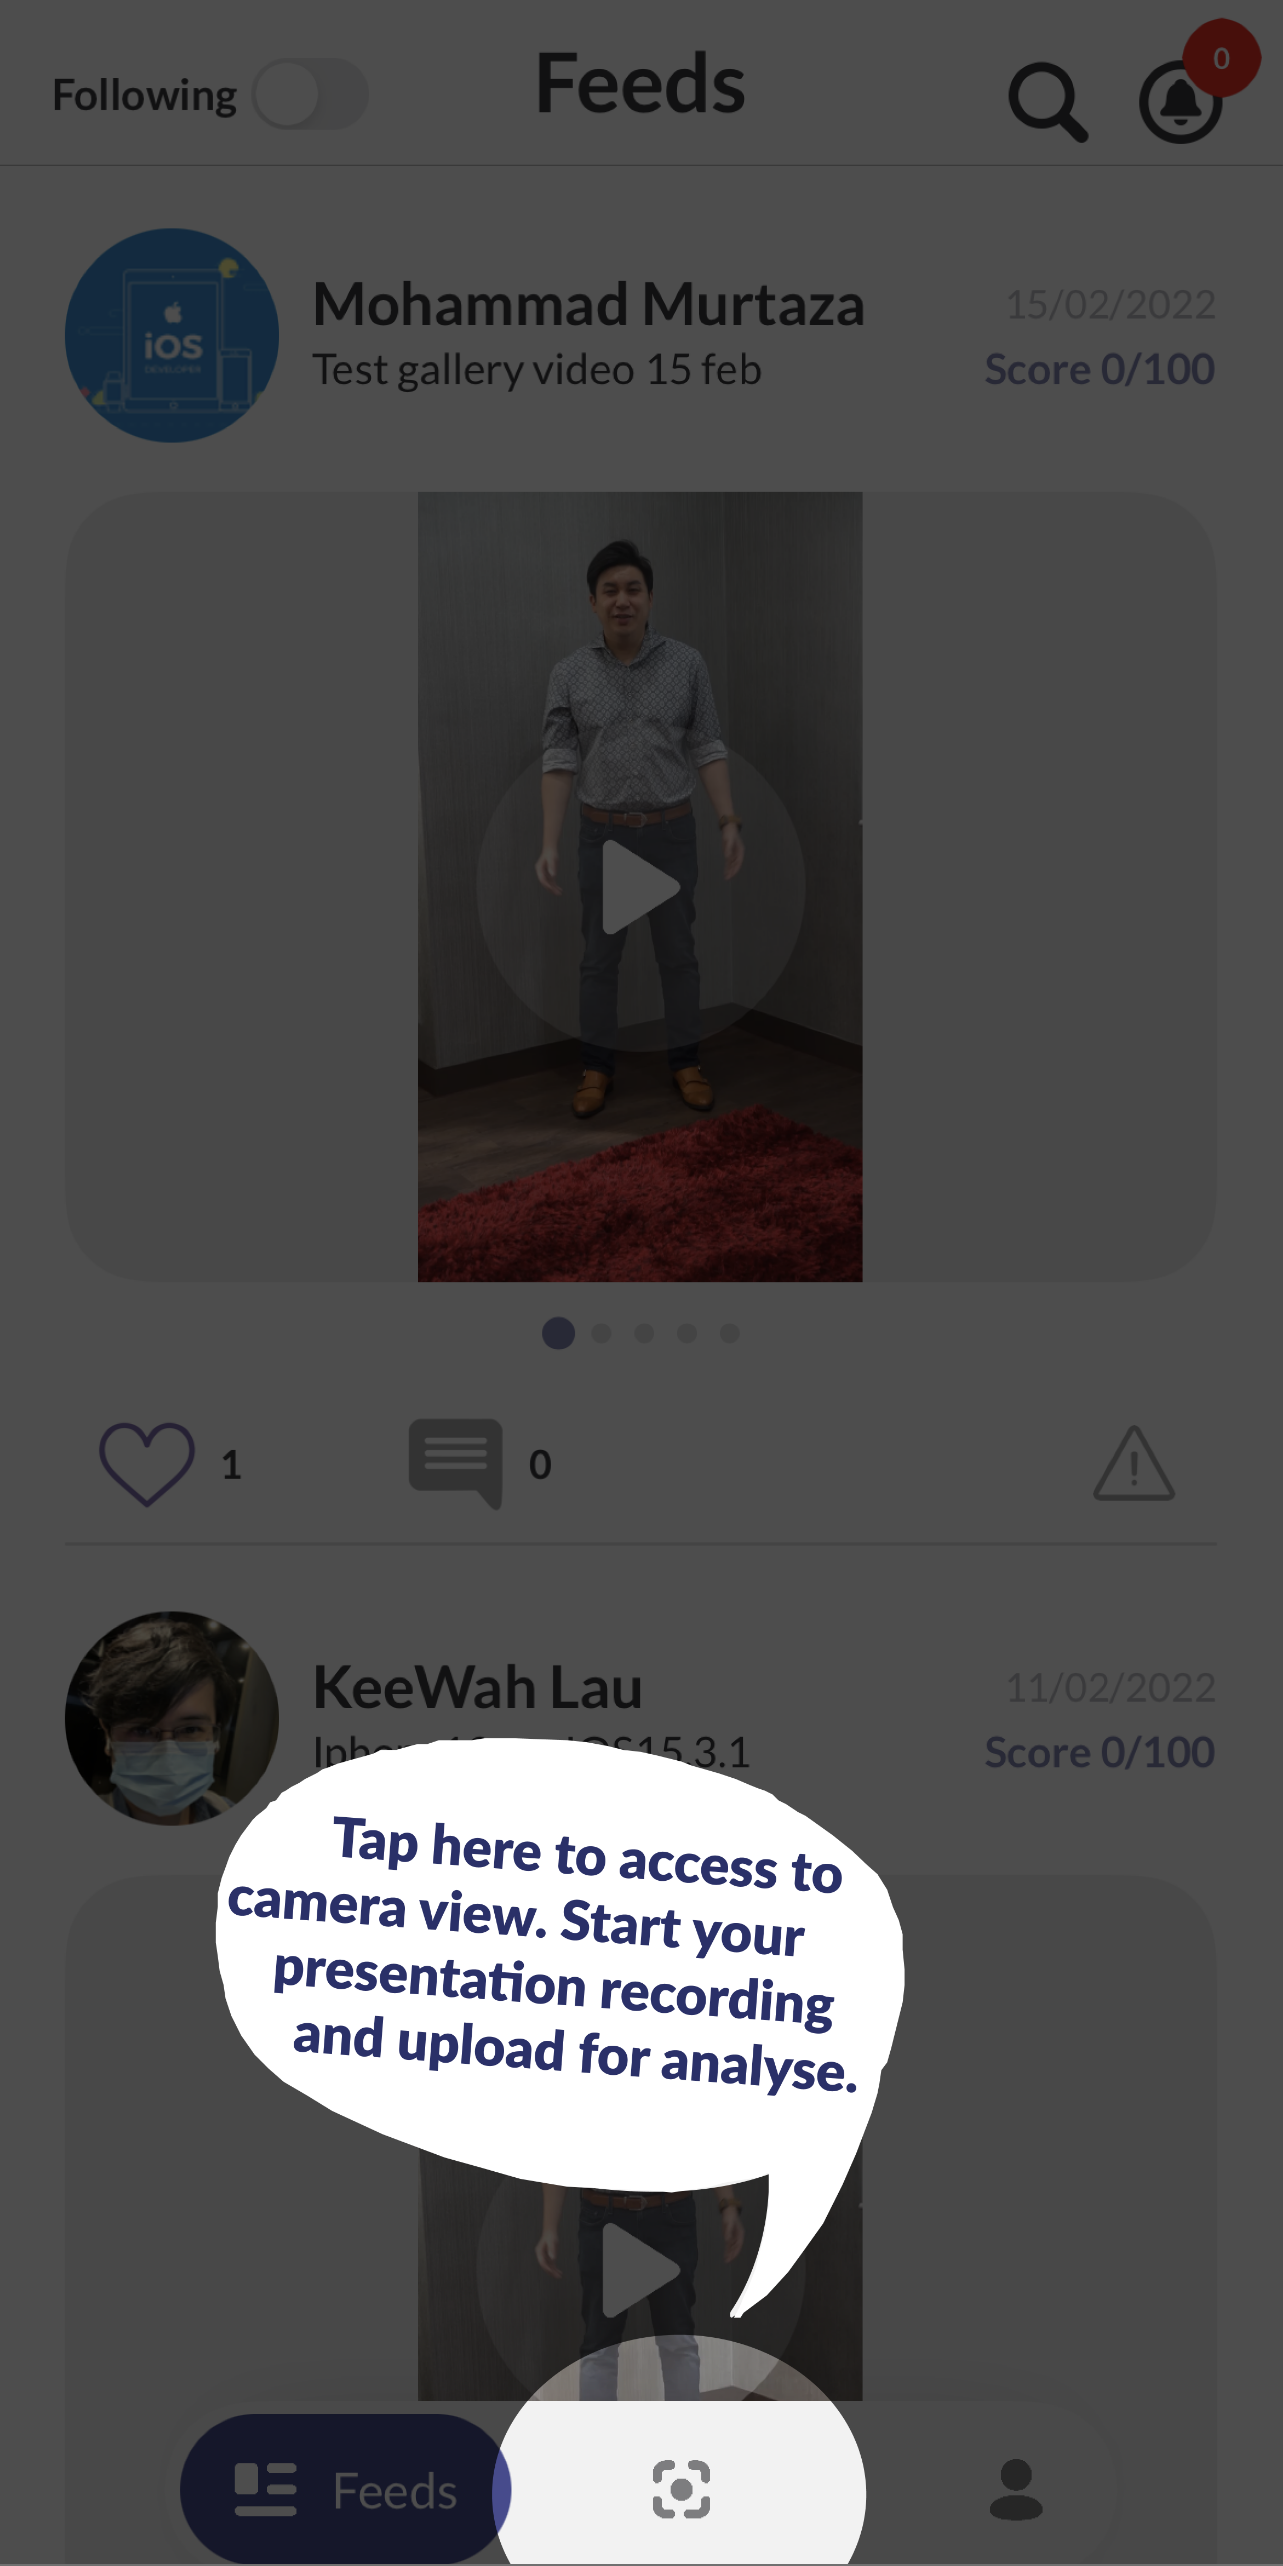 Following
Feeds
0
iOS
DEVELOPER
Mohammad Murtaza
15/02/2022
Test gallery video 15 feb
Score 0/100
1
0
KeeWah Lau
11/02/2022
iOS15.3.1
Score 0/100
Tap here to access to
camera view. Start your
presentation recording
and upload for analyse.
Feeds